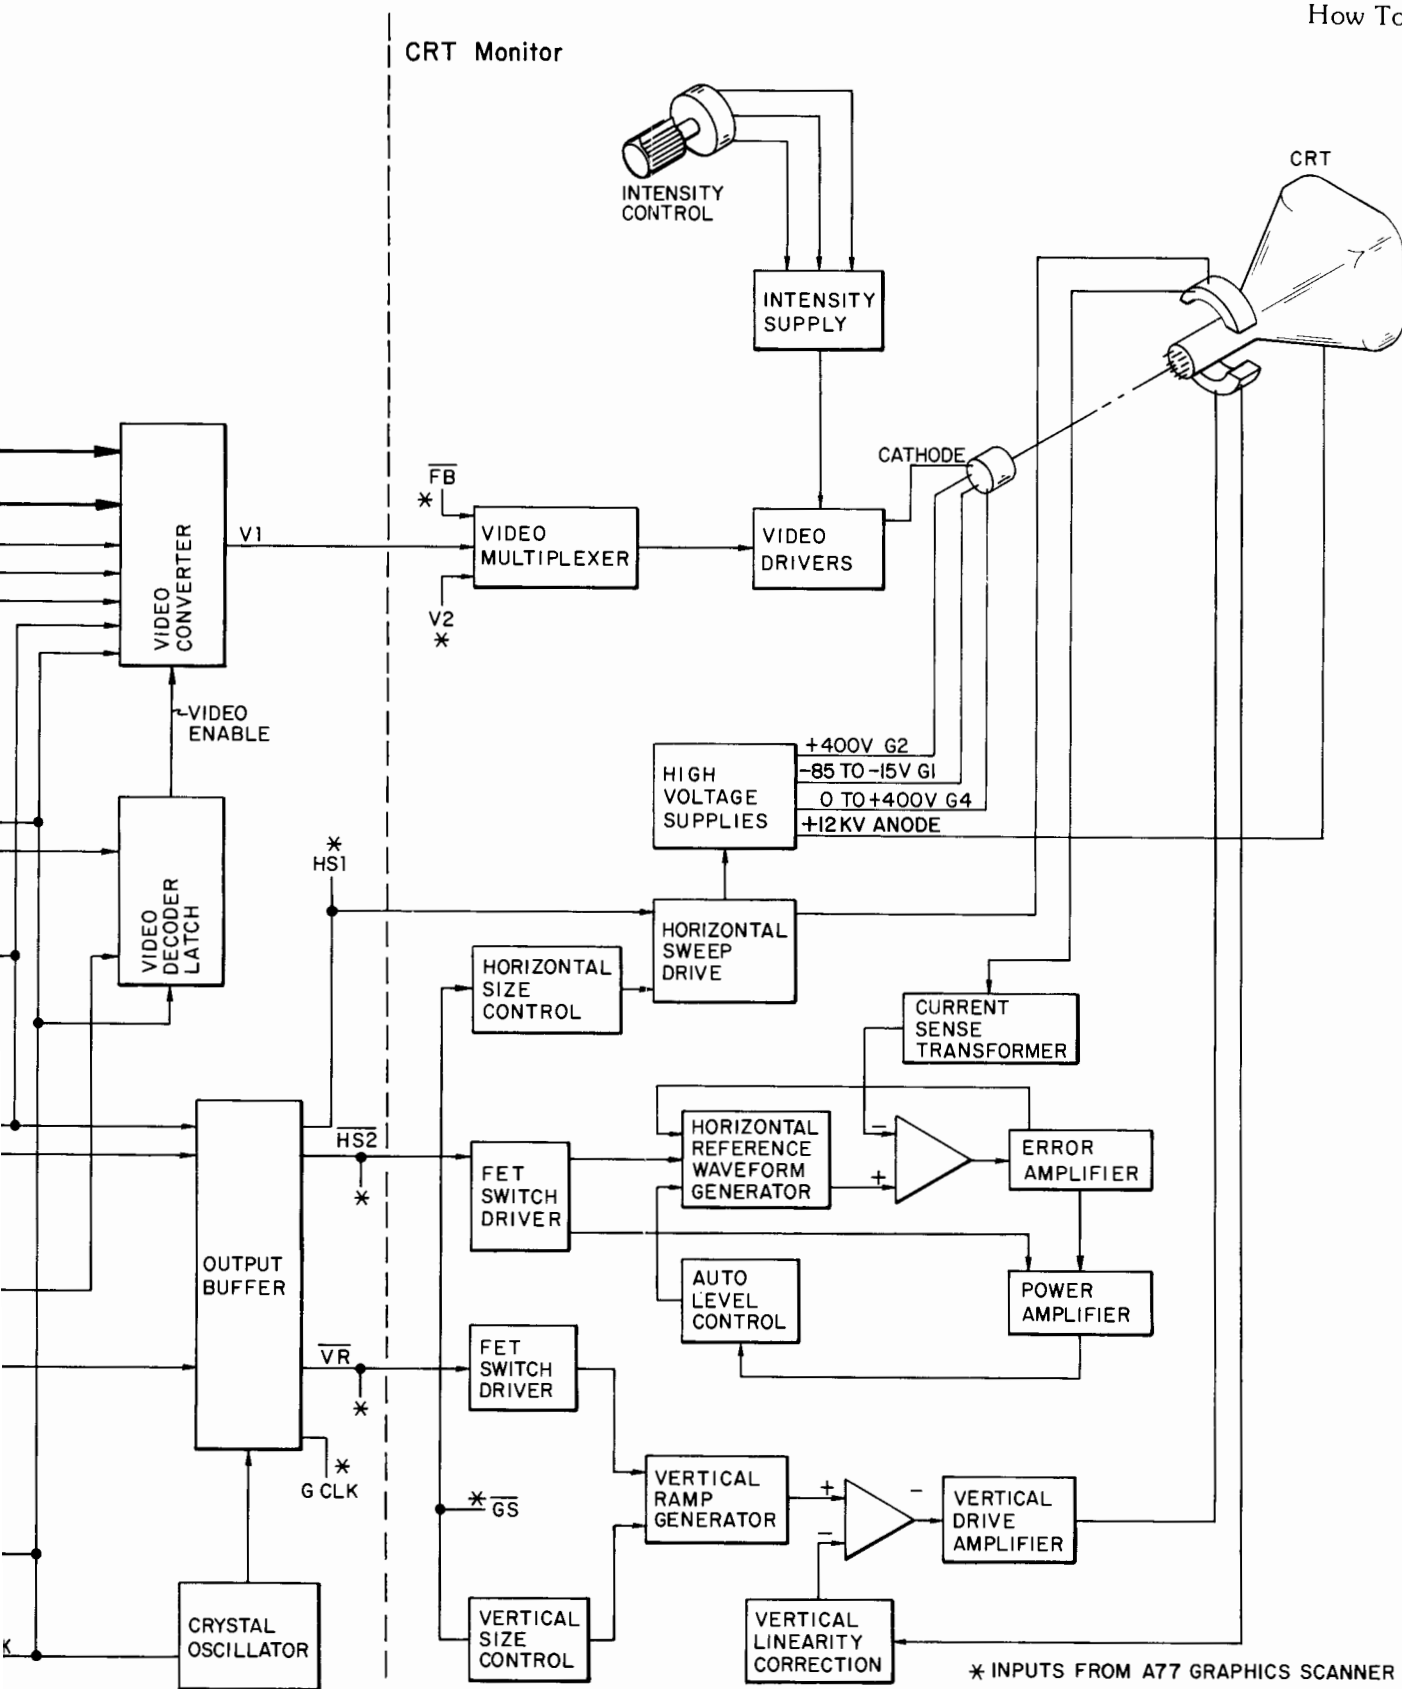 How To
CRT Monitor
CRT
INTENSITY
CONTROL
INTENSITY
SUPPLY
CATHODE
FB
*
V1
VIDEO
MULTIPLEXER
VIDEO
DRIVERS
VIDEO
CONVERTER
V2
*
VIDEO
ENABLE
HIGH
VOLTAGE
SUPPLIES
+400V G2
-85 TO -15V G1
0 TO +400V G4
+12KV ANODE
*
HS1
VIDEO
DECODER
LATCH
HORIZONTAL
SWEEP
DRIVE
HORIZONTAL
SIZE
CONTROL
CURRENT
SENSE
TRANSFORMER
HS2
*
FET
SWITCH
DRIVER
HORIZONTAL
REFERENCE
WAVEFORM
GENERATOR
-
+
ERROR
AMPLIFIER
OUTPUT
BUFFER
AUTO
LEVEL
CONTROL
POWER
AMPLIFIER
VR
*
FET
SWITCH
DRIVER
*
G CLK
* GS
VERTICAL
RAMP
GENERATOR
+
-
-
VERTICAL
DRIVE
AMPLIFIER
CRYSTAL
OSCILLATOR
K
VERTICAL
SIZE
CONTROL
VERTICAL
LINEARITY
CORRECTION
* INPUTS FROM A77 GRAPHICS SCANNER